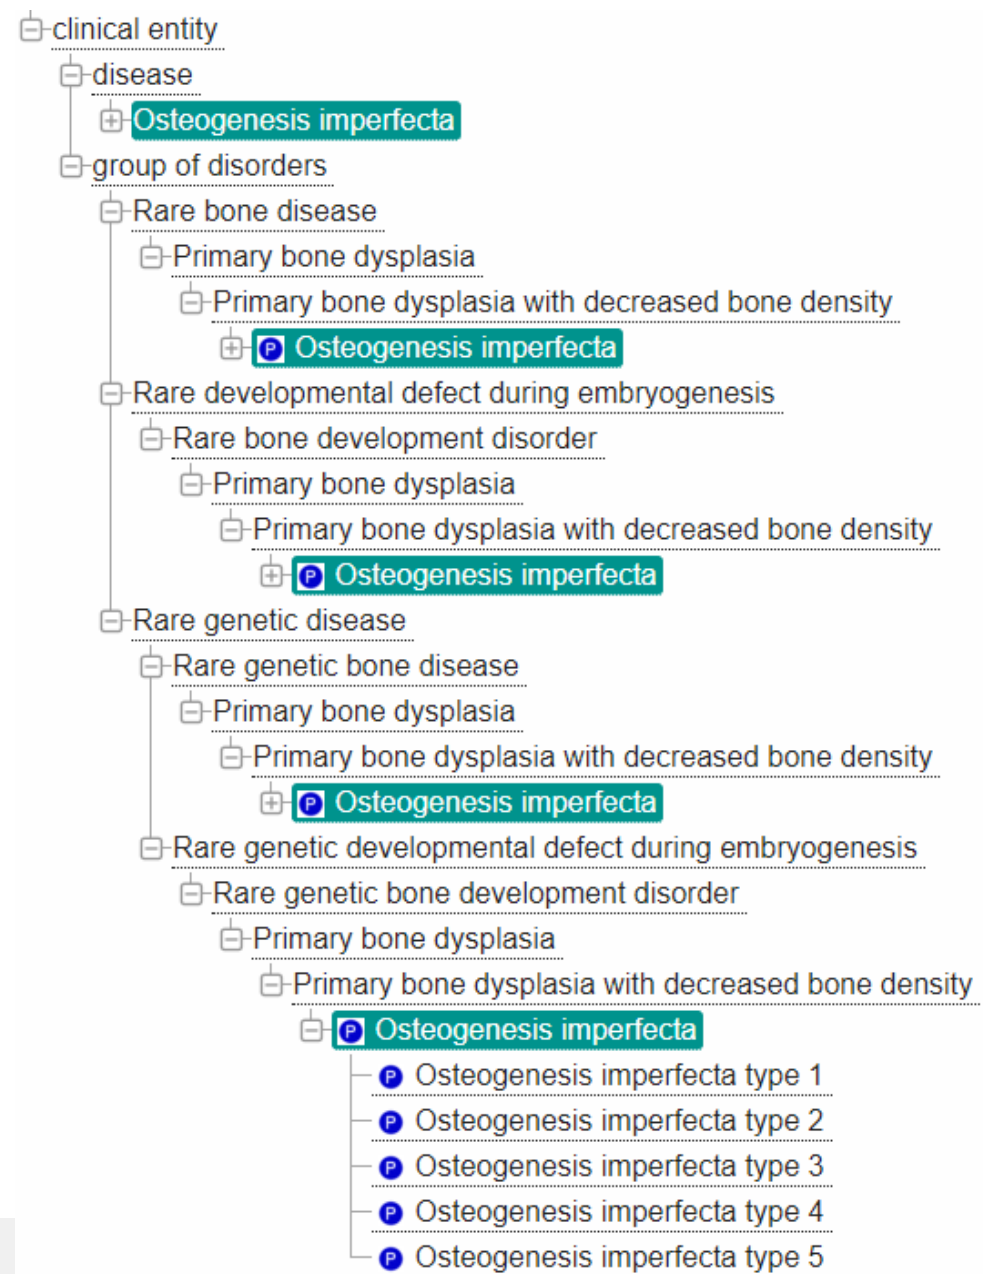 clinical entity
disease
Osteogenesis imperfecta
group of disorders
Rare bone disease
Primary bone dysplasia
Primary bone dysplasia with decreased bone density
P Osteogenesis imperfecta
Rare developmental defect during embryogenesis
Rare bone development disorder
Primary bone dysplasia
Primary bone dysplasia with decreased bone density
P Osteogenesis imperfecta
Rare genetic disease
Rare genetic bone disease
Primary bone dysplasia
Primary bone dysplasia with decreased bone density
P Osteogenesis imperfecta
Rare genetic developmental defect during embryogenesis
Rare genetic bone development disorder
Primary bone dysplasia
Primary bone dysplasia with decreased bone density
P Osteogenesis imperfecta
P Osteogenesis imperfecta type 1
P Osteogenesis imperfecta type 2
P Osteogenesis imperfecta type 3
P Osteogenesis imperfecta type 4
P Osteogenesis imperfecta type 5